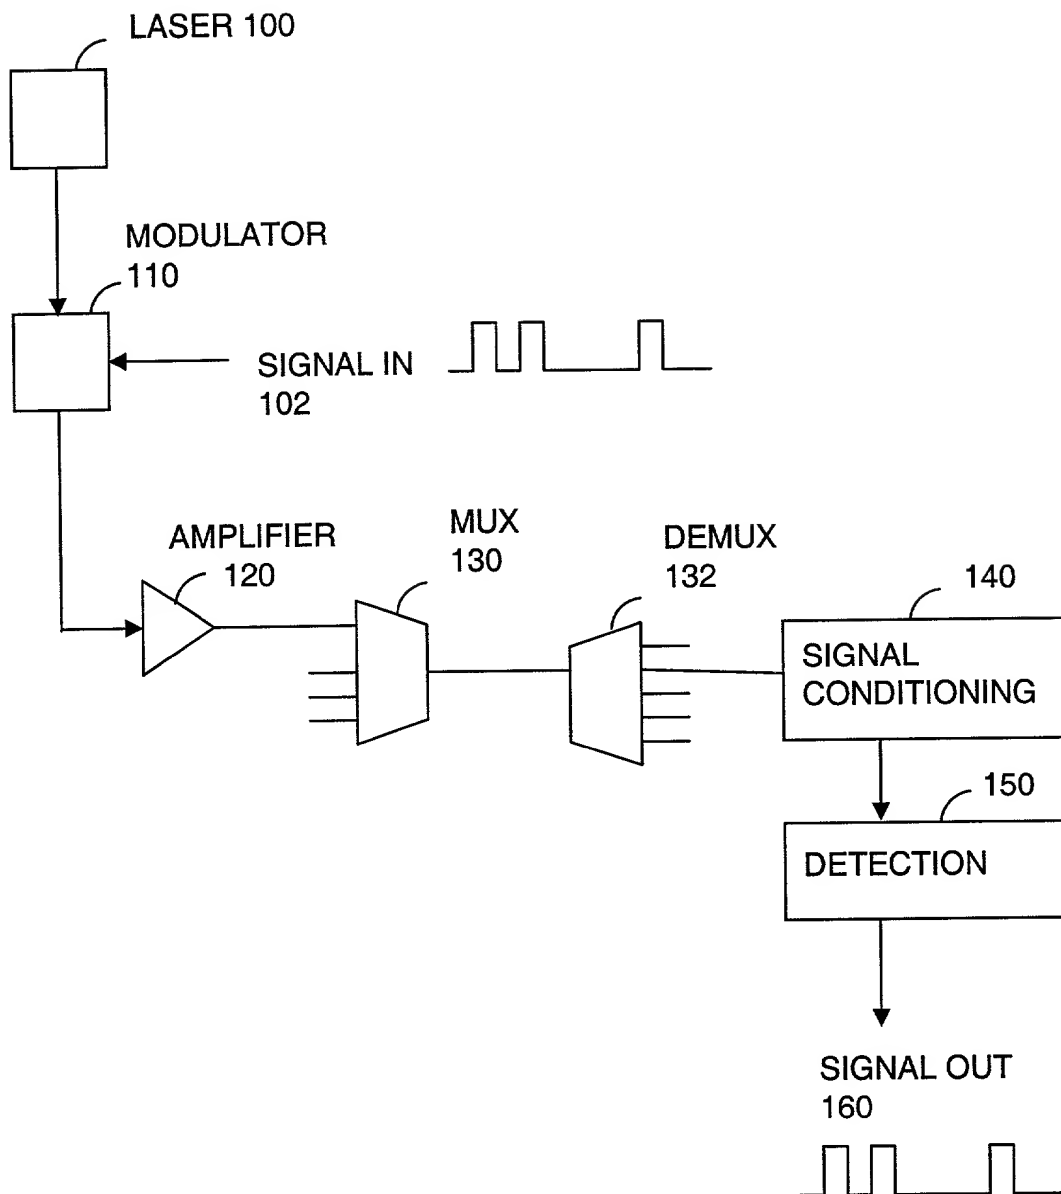 LASER 100
MODULATOR
110
SIGNAL IN
102
AMPLIFIER
120
MUX
130
DEMUX
132
140
SIGNAL
CONDITIONING
150
DETECTION
SIGNAL OUT
160